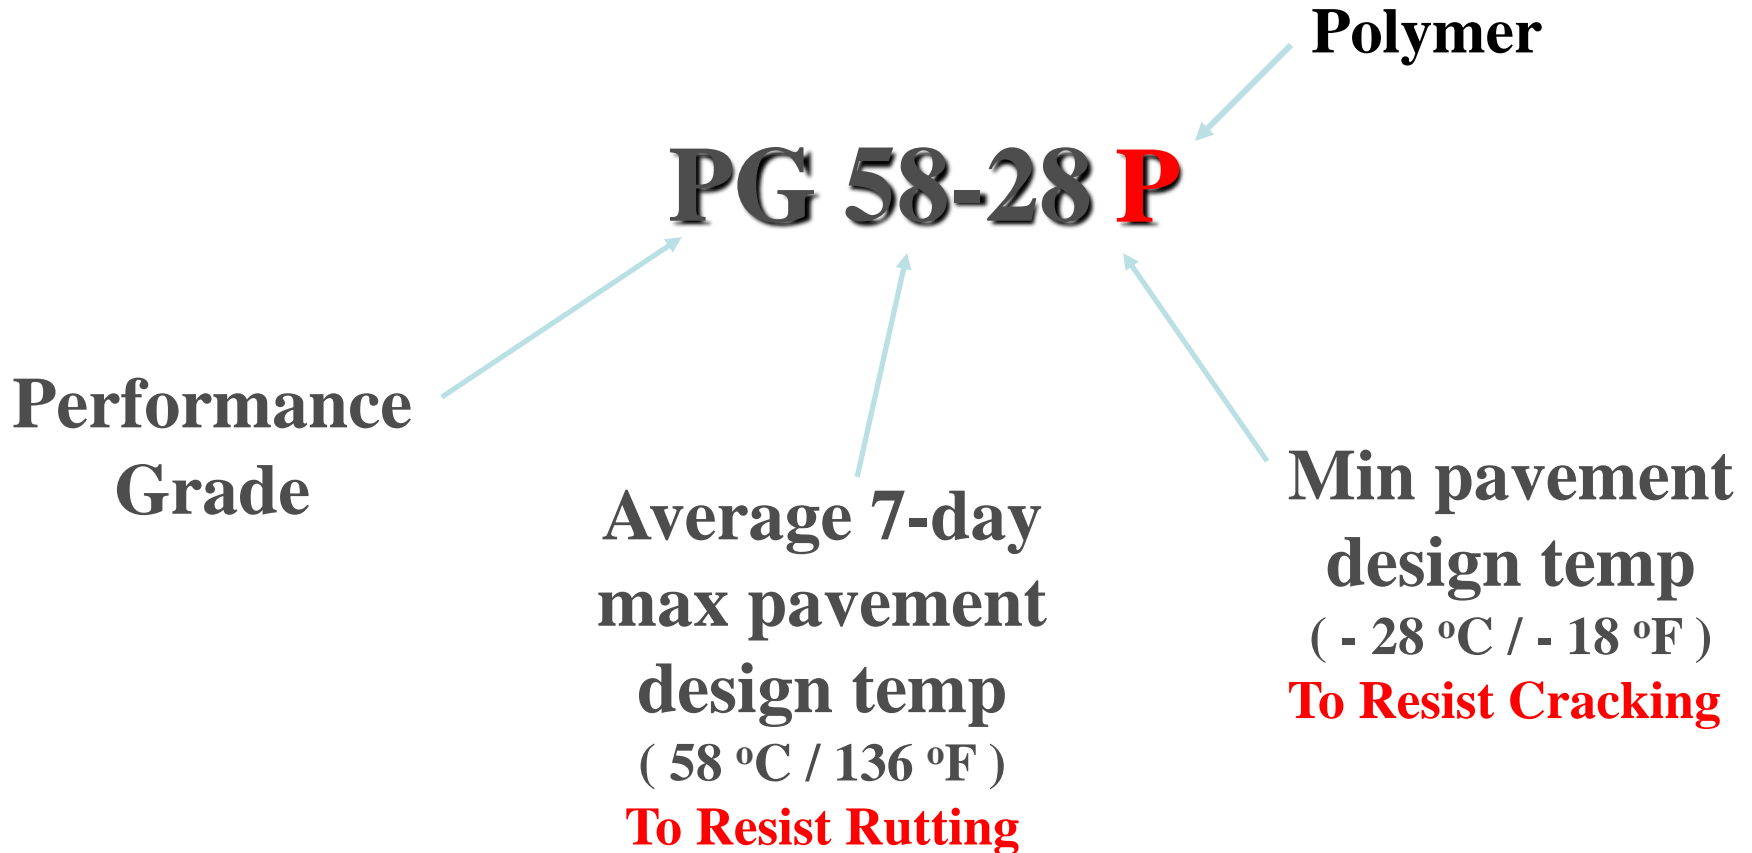 Polymer
PG 58-28 P
Performance
Grade
Average 7-day
max pavement
design temp
( 58 ºC / 136 ºF )
To Resist Rutting
Min pavement
design temp
( - 28 ºC / - 18 ºF )
To Resist Cracking